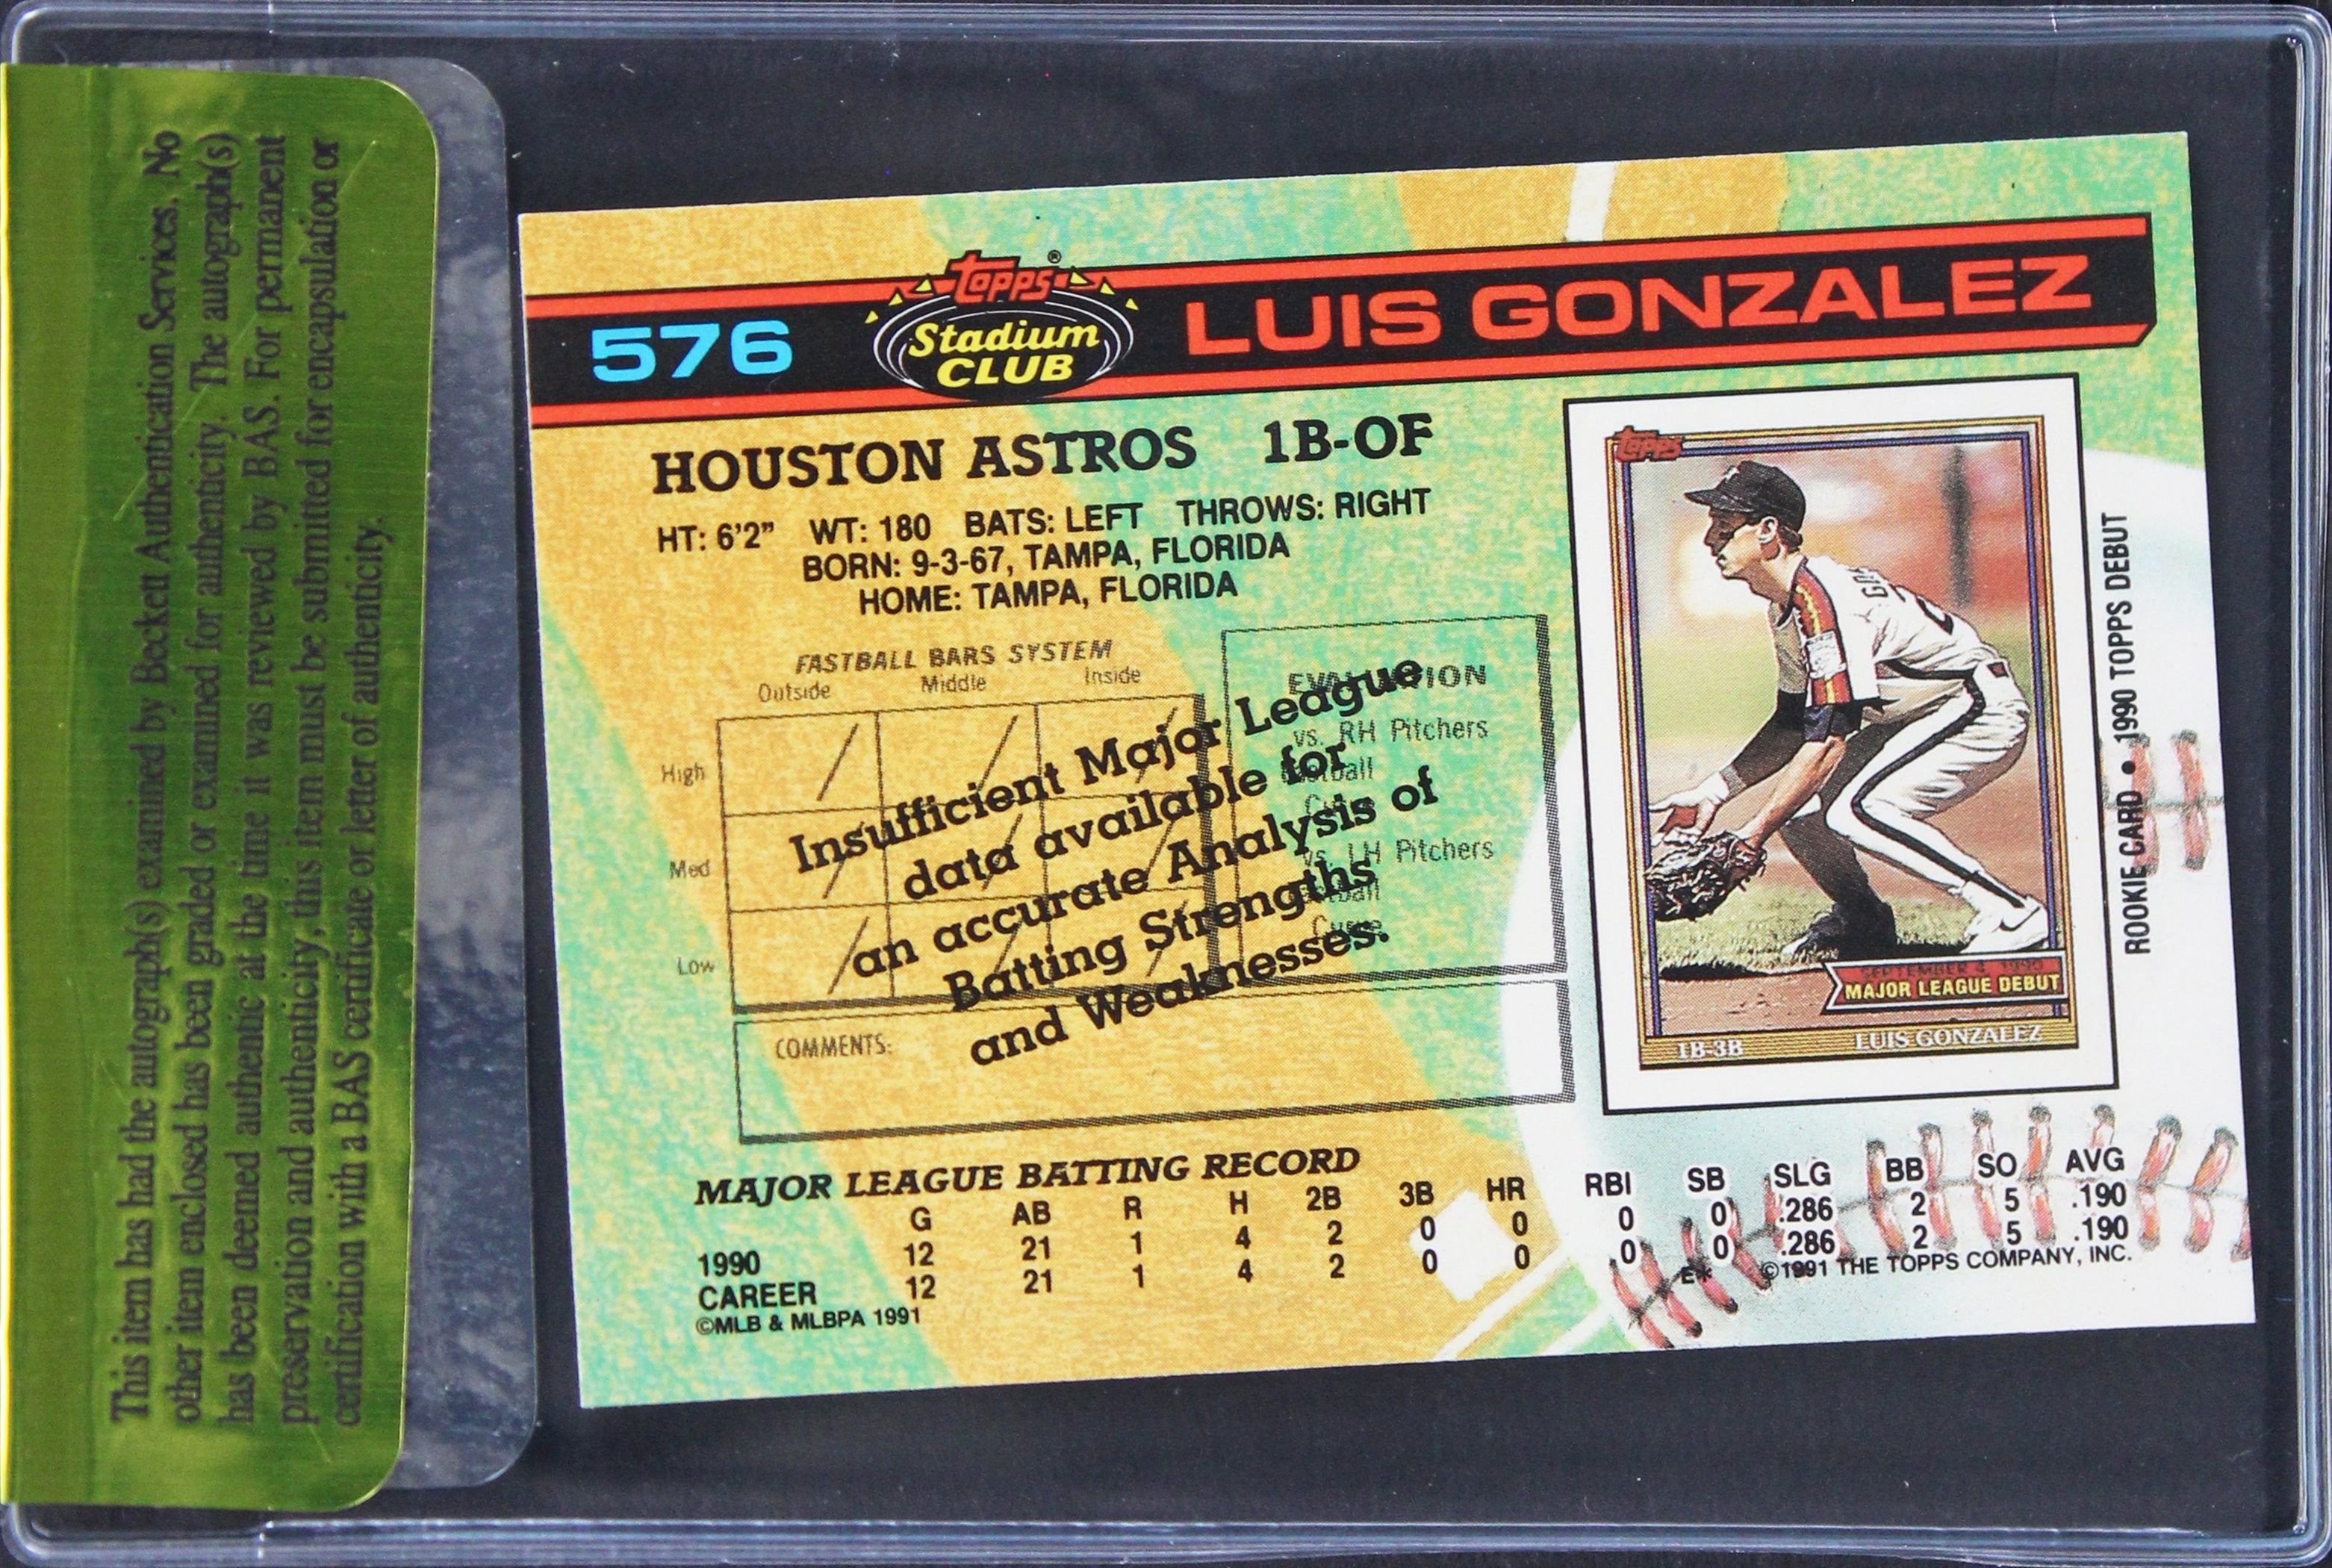 This item has had the autograph(s) examined by Beckett Authentication Services. No
other item enclosed has been graded or examined for authenticity. The autograph(s)
has been deemed authentic at the time it was reviewed by BAS. For permanent
preservation and authenticity, this item must be submitted for encapsulation or
certification with a BAS certificate or letter of authenticity.
576
Topps®
Stadium
CLUB
LUIS GONZALEZ
HOUSTON ASTROS 1B-OF
HT: 6'2" WT: 180 BATS: LEFT THROWS: RIGHT
BORN: 9-3-67, TAMPA, FLORIDA
HOME: TAMPA, FLORIDA
FASTBALL BARS SYSTEM
Outside Middle Inside
High
Med
Low
EVALUATION
vs. RH Pitchers
vs. LH Pitchers
Curve
COMMENTS:
Insufficient Major League
data available for
an accurate Analysis of
Batting Strengths
and Weaknesses.
Topps
SEPTEMBER 4, 1990
MAJOR LEAGUE DEBUT
1B-3B LUIS GONZALEZ
ROOKIE CARD • 1990 TOPPS DEBUT
MAJOR LEAGUE BATTING RECORD
G AB R H 2B 3B HR RBI SB SLG BB SO AVG
1990 12 21 1 4 2 0 0 0 0 .286 2 5 .190
CAREER 12 21 1 4 2 0 0 0 0 .286 2 5 .190
©MLB & MLBPA 1991 E* ©1991 THE TOPPS COMPANY, INC.